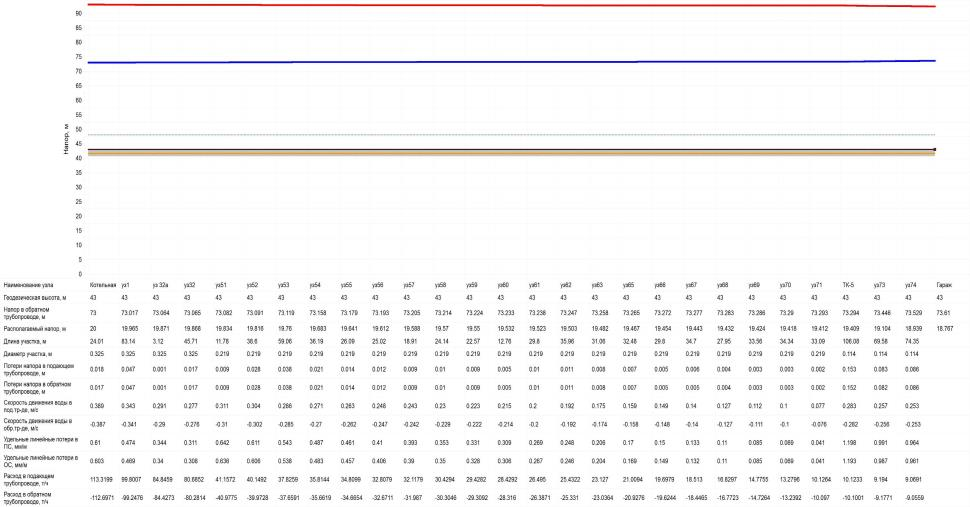 90
85
80
75
70
65
60
55
50
45
40
35
30
25
20
15
10
5
0
Напор, м
Наименование узла Котельная уз1 уз 32а уз32 уз51 уз52 уз53 уз54 уз55 уз56 уз57 уз58 уз59 уз60 уз61 уз62 уз63 уз65 уз66 уз67 уз68 уз69 уз70 уз71 ТК-5 уз73 уз74 Гараж
Геодезическая высота, м 43 43 43 43 43 43 43 43 43 43 43 43 43 43 43 43 43 43 43 43 43 43 43 43 43 43 43 43
Напор в обратном трубопроводе, м 73 73.017 73.064 73.065 73.082 73.091 73.119 73.158 73.179 73.193 73.205 73.214 73.224 73.233 73.236 73.247 73.258 73.265 73.272 73.277 73.283 73.286 73.29 73.293 73.294 73.446 73.529 73.61
Располагаемый напор, м 20 19.965 19.871 19.868 19.834 19.816 19.76 19.683 19.641 19.612 19.588 19.57 19.55 19.532 19.523 19.503 19.482 19.467 19.454 19.443 19.432 19.424 19.418 19.412 19.409 19.104 18.939 18.767
Длина участка, м 24.01 83.14 3.12 45.71 11.78 38.6 59.06 36.19 26.09 25.02 18.91 24.14 22.57 12.76 29.8 35.96 31.06 32.48 29.6 34.7 27.95 33.56 34.34 33.09 106.08 69.58 74.35
Диаметр участка, м 0.325 0.325 0.325 0.325 0.219 0.219 0.219 0.219 0.219 0.219 0.219 0.219 0.219 0.219 0.219 0.219 0.219 0.219 0.219 0.219 0.219 0.219 0.219 0.219 0.114 0.114 0.114
Потери напора в подающем трубопроводе, м 0.018 0.047 0.001 0.017 0.009 0.028 0.038 0.021 0.014 0.012 0.009 0.01 0.009 0.005 0.01 0.011 0.008 0.007 0.005 0.006 0.004 0.003 0.003 0.002 0.153 0.083 0.086
Потери напора в обратном трубопроводе, м 0.017 0.047 0.001 0.017 0.009 0.028 0.038 0.021 0.014 0.012 0.009 0.01 0.009 0.005 0.01 0.011 0.008 0.007 0.005 0.005 0.004 0.003 0.003 0.002 0.152 0.082 0.086
Скорость движения воды в под.тр-де, м/с 0.389 0.343 0.291 0.277 0.311 0.304 0.286 0.271 0.263 0.248 0.243 0.23 0.223 0.215 0.2 0.192 0.175 0.159 0.149 0.14 0.127 0.112 0.1 0.077 0.283 0.257 0.253
Скорость движения воды в обр.тр-де, м/с -0.387 -0.341 -0.29 -0.276 -0.31 -0.302 -0.285 -0.27 -0.262 -0.247 -0.242 -0.229 -0.222 -0.214 -0.2 -0.192 -0.174 -0.158 -0.148 -0.14 -0.127 -0.111 -0.1 -0.076 -0.282 -0.256 -0.253
Удельные линейные потери в ПС, мм/м 0.61 0.474 0.344 0.311 0.642 0.611 0.543 0.487 0.461 0.41 0.393 0.353 0.331 0.309 0.269 0.248 0.206 0.17 0.15 0.133 0.11 0.085 0.069 0.041 1.198 0.991 0.964
Удельные линейные потери в ОС, мм/м 0.603 0.469 0.34 0.308 0.636 0.606 0.538 0.483 0.457 0.406 0.39 0.35 0.328 0.306 0.267 0.246 0.204 0.169 0.149 0.132 0.11 0.085 0.069 0.041 1.193 0.987 0.961
Расход в подающем трубопроводе, т/ч 113.3199 99.8007 84.8459 80.6852 41.1572 40.1492 37.8259 35.8144 34.8099 32.8079 32.1179 30.4294 29.4282 28.4292 26.495 25.4322 23.127 21.0094 19.6979 18.513 16.8297 14.7755 13.2796 10.1264 10.1233 9.194 9.0691
Расход в обратном трубопроводе, т/ч -112.6971 -99.2476 -84.4273 -80.2814 -40.9775 -39.9728 -37.6591 -35.6619 -34.6654 -32.6711 -31.987 -30.3046 -29.3092 -28.316 -26.3871 -25.331 -23.0364 -20.9276 -19.6244 -18.4465 -16.7723 -14.7264 -13.2392 -10.097 -10.1001 -9.1771 -9.0559